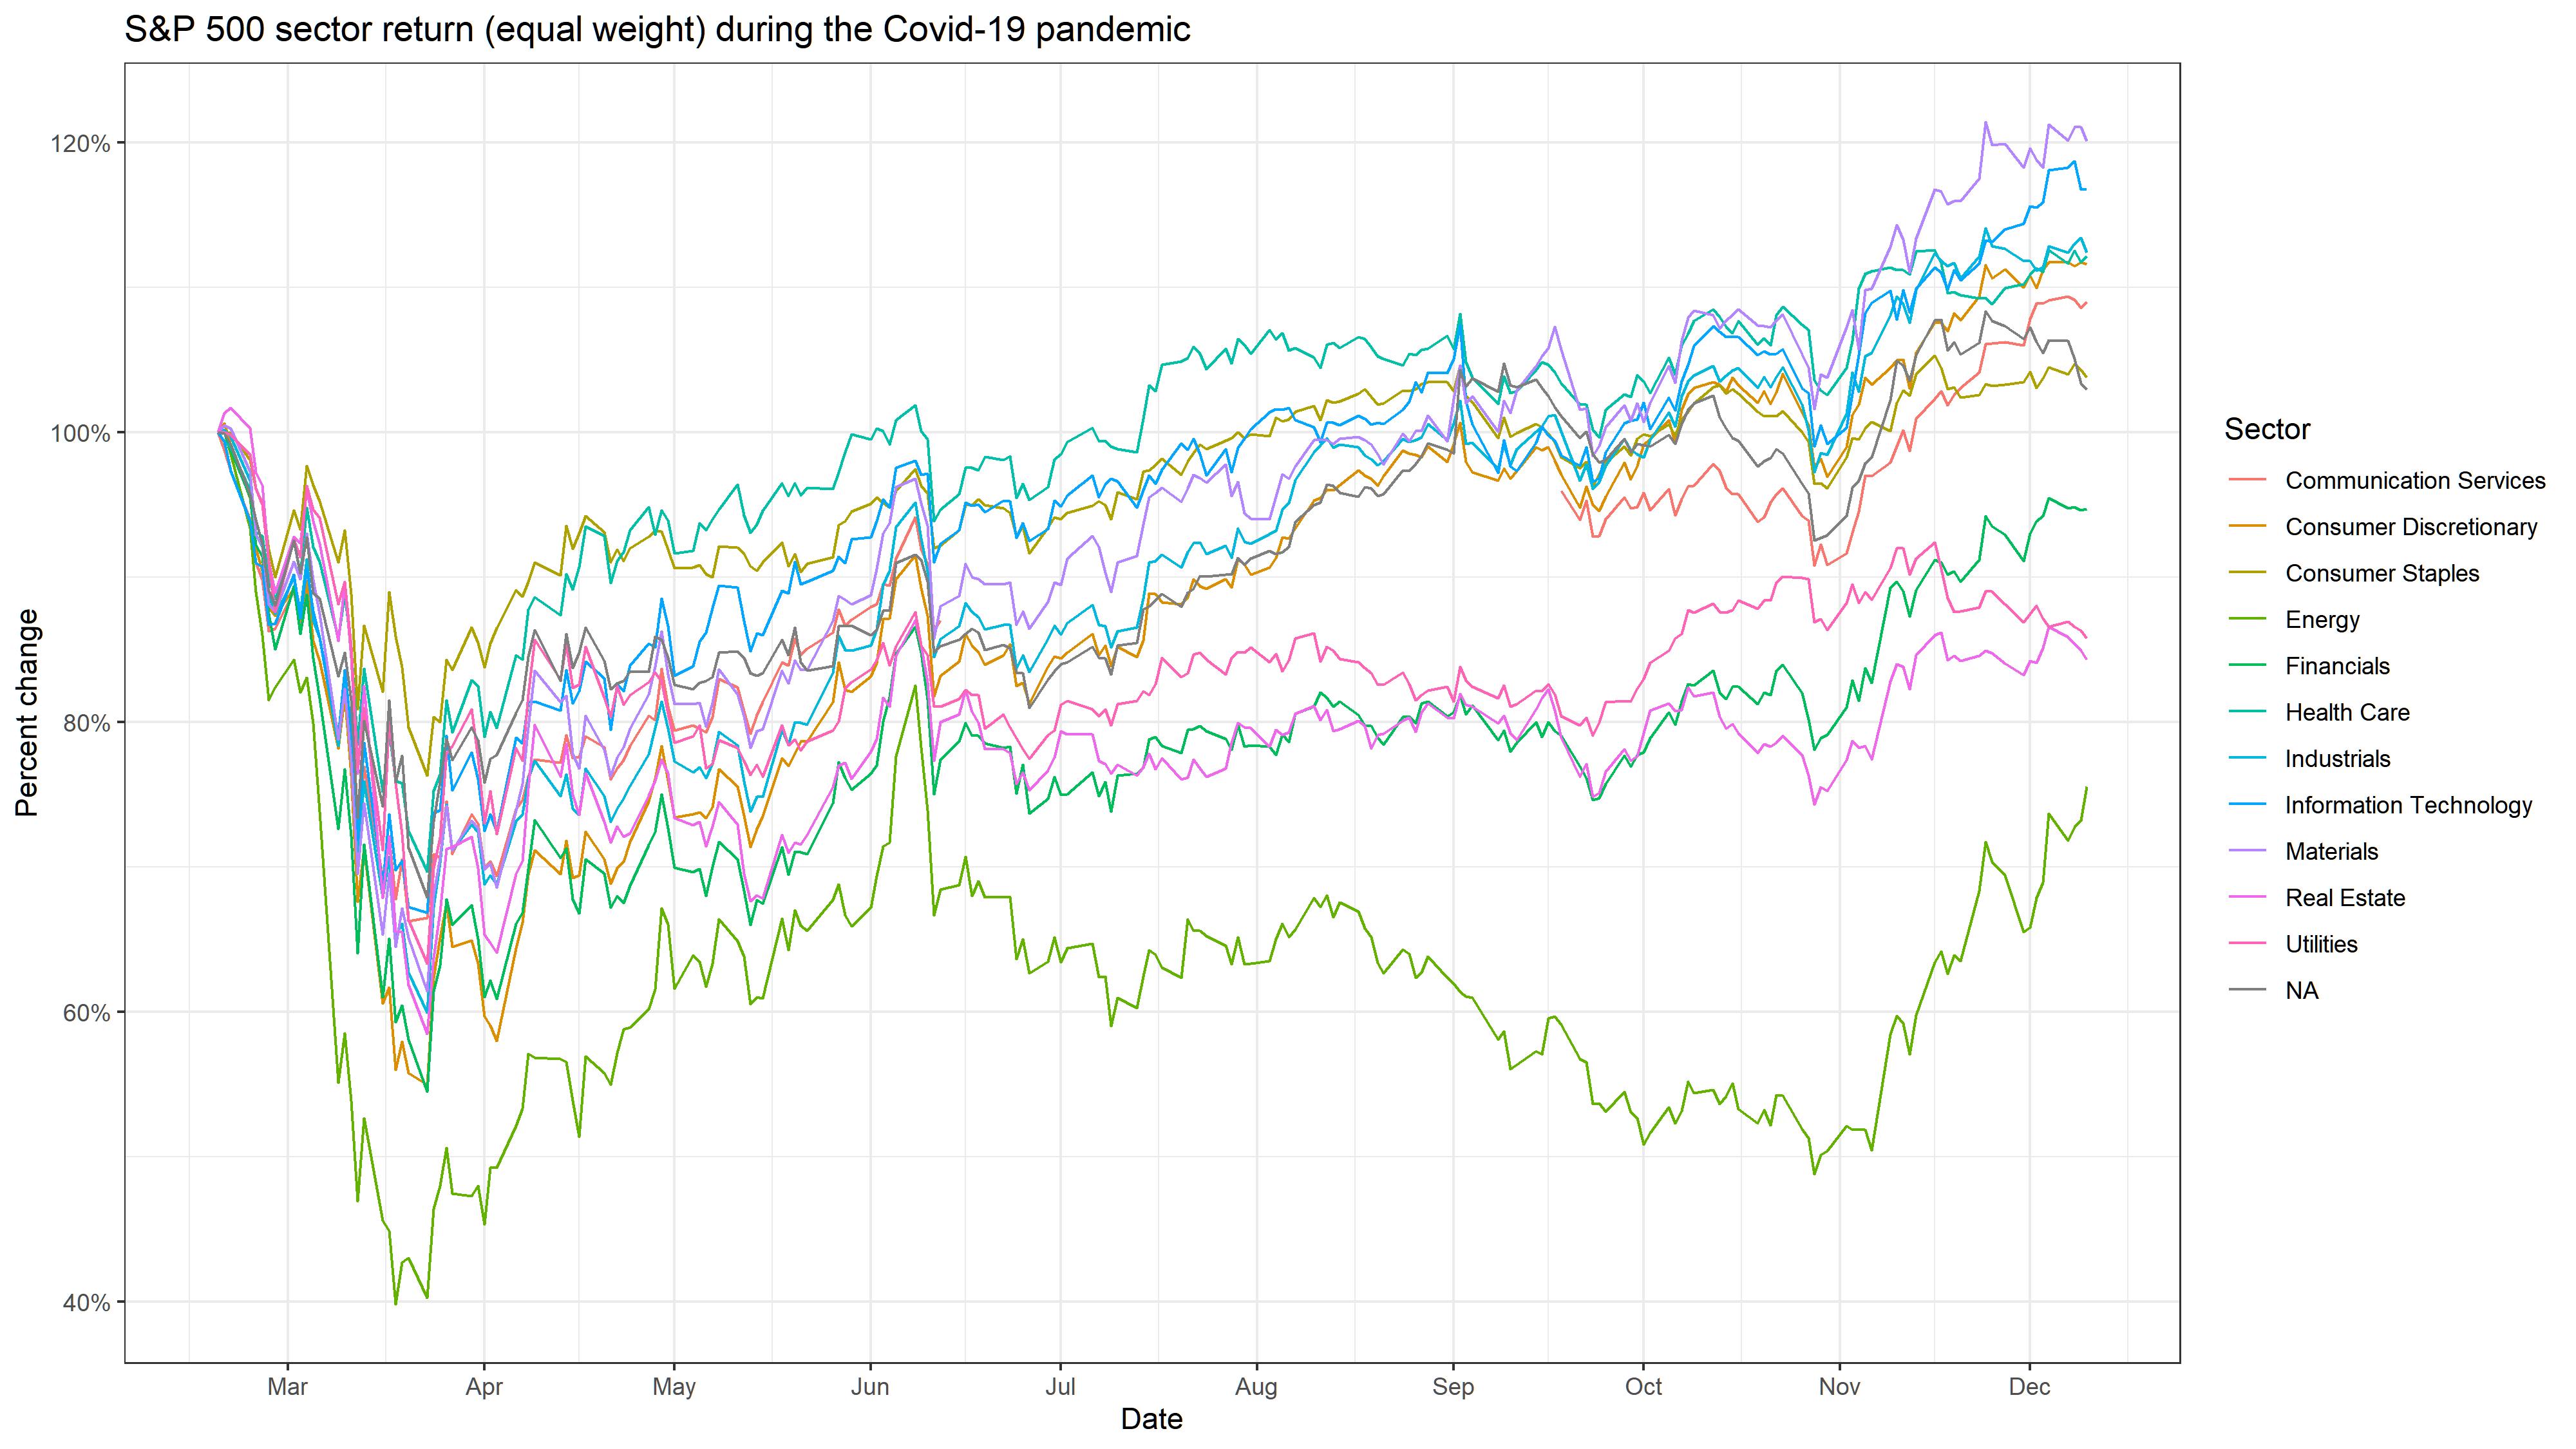 S&P 500 sector return (equal weight) during the Covid-19 pandemic
Percent change
120%
100%
80%
60%
40%
Mar Apr May Jun Jul Aug Sep Oct Nov Dec
Date
Sector
Communication Services
Consumer Discretionary
Consumer Staples
Energy
Financials
Health Care
Industrials
Information Technology
Materials
Real Estate
Utilities
NA